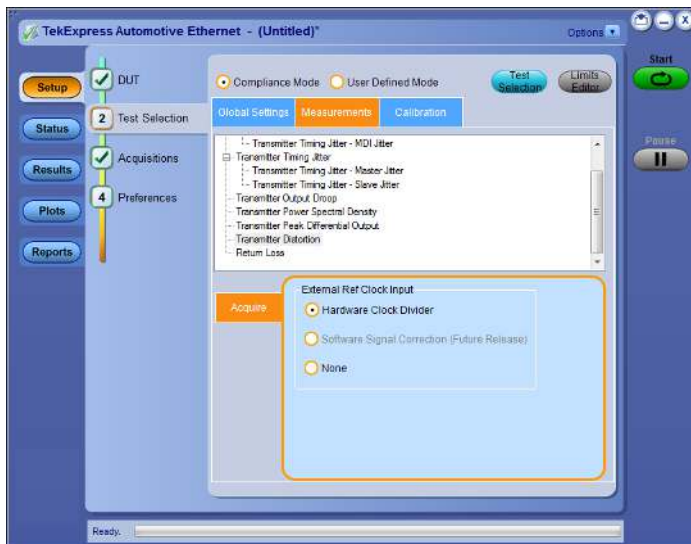 TekExpress Automotive Ethernet - (Untitled)*
Options
Start
Pause
Setup
Status
Results
Plots
Reports
DUT
2 Test Selection
Acquisitions
4 Preferences
Compliance Mode
User Defined Mode
Test Selection
Limits Editor
Global Settings
Measurements
Calibration
Transmitter Timing Jitter - MDI Jitter
Transmitter Timing Jitter
Transmitter Timing Jitter - Master Jitter
Transmitter Timing Jitter - Slave Jitter
Transmitter Output Droop
Transmitter Power Spectral Density
Transmitter Peak Differential Output
Transmitter Distortion
Return Loss
Acquire
External Ref Clock Input
Hardware Clock Divider
Software Signal Correction (Future Release)
None
Ready.